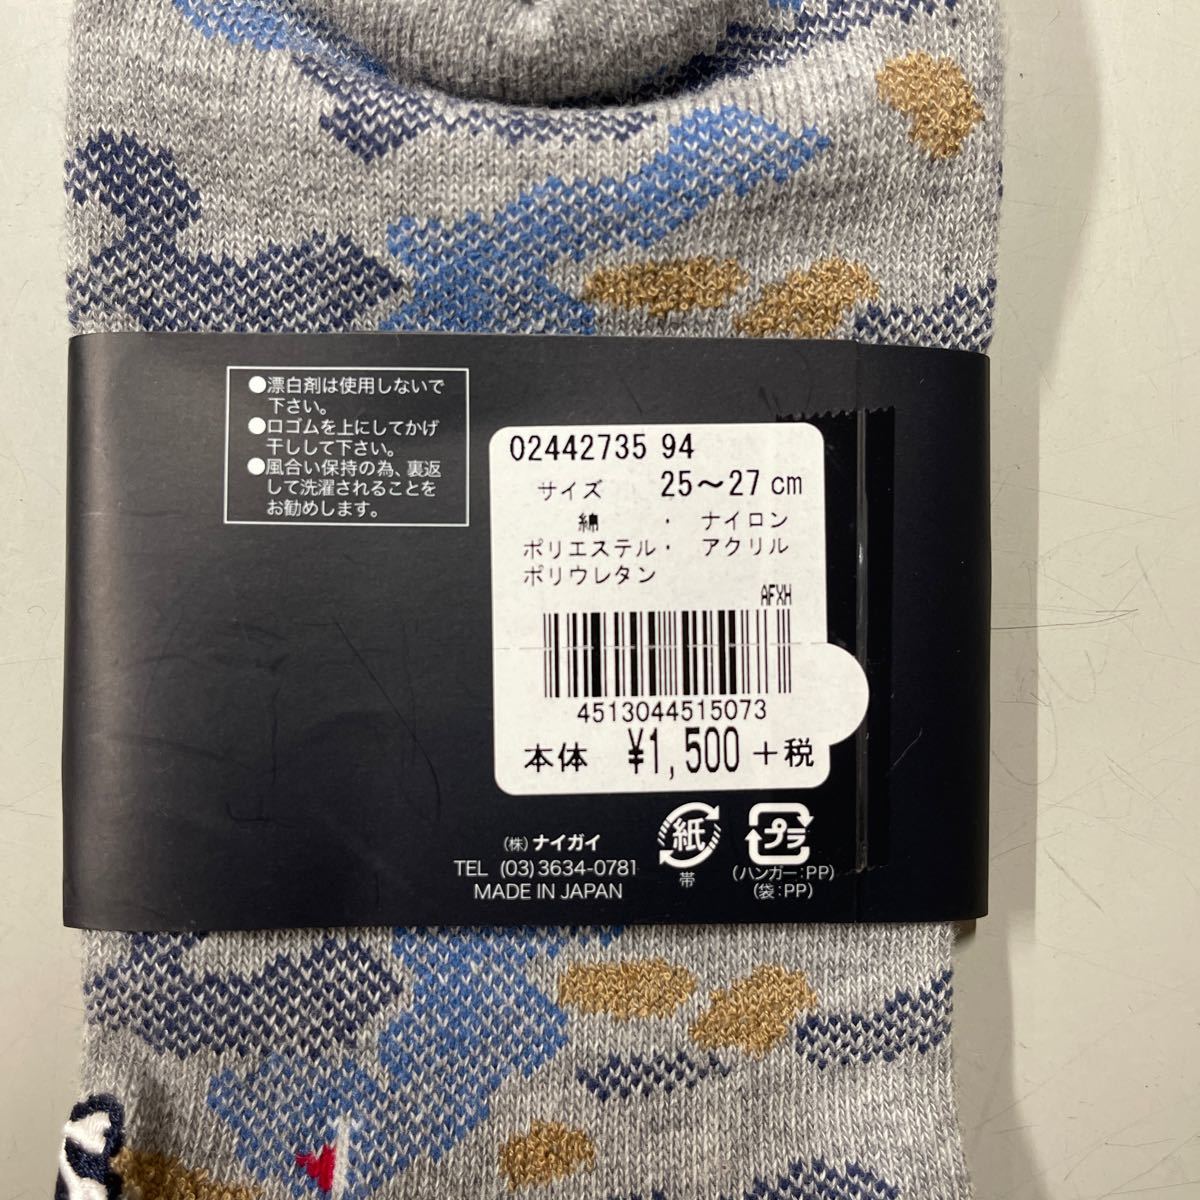 ●漂白剤は使用しないで
下さい。
●口ゴムを上にしてかげ
干しして下さい。
●風合い保持の為、裏返
して洗濯されることを
お勧めします。
02442735 94
サイズ 25～27cm
綿 ・ ナイロン
ポリエステル・ アクリル
ポリウレタン
AFXH
4513044515073
本体 ¥1,500+税
(株)ナイガイ
TEL (03)3634-0781
MADE IN JAPAN
紙
帯
プラ
(ハンガー:PP)
(袋:PP)